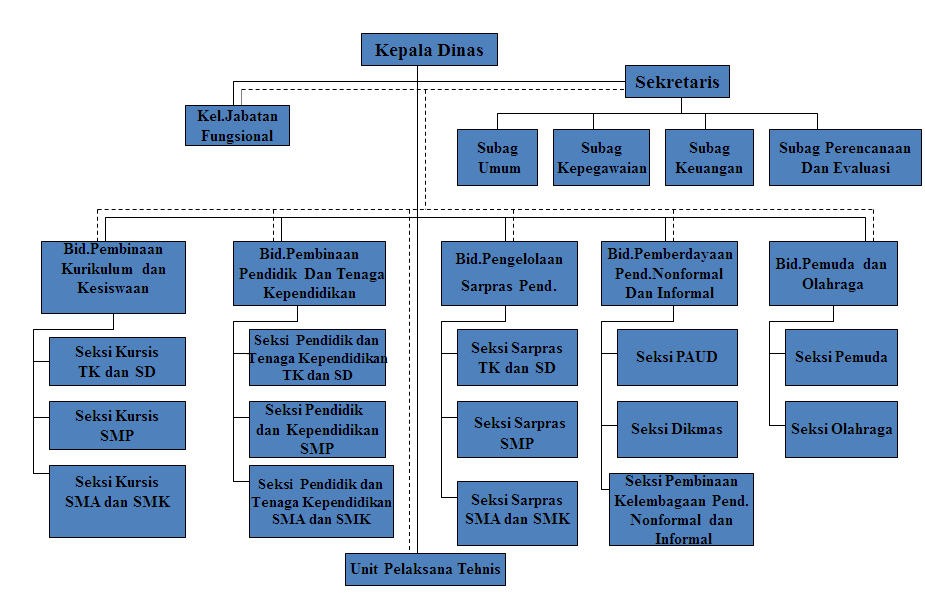 Kepala Dinas
Sekretaris
Kel.Jabatan
Fungsional
Subag
Umum
Subag
Kepegawaian
Subag
Keuangan
Subag Perencanaan
Dan Evaluasi
Bid.Pembinaan
Kurikulum dan
Kesiswaan
Bid.Pembinaan
Pendidik Dan Tenaga
Kependidikan
Bid.Pengelolaan
Sarpras Pend.
Bid.Pemberdayaan
Pend.Nonformal
Dan Informal
Bid.Pemuda dan
Olahraga
Seksi Kursis
TK dan SD
Seksi Pendidik dan
Tenaga Kependidikan
TK dan SD
Seksi Sarpras
TK dan SD
Seksi PAUD
Seksi Pemuda
Seksi Kursis
SMP
Seksi Pendidik
dan Kependidikan
SMP
Seksi Sarpras
SMP
Seksi Dikmas
Seksi Olahraga
Seksi Kursis
SMA dan SMK
Seksi Pendidik dan
Tenaga Kependidikan
SMA dan SMK
Seksi Sarpras
SMA dan SMK
Seksi Pembinaan
Kelembagaan Pend.
Nonformal dan
Informal
Unit Pelaksana Tehnis